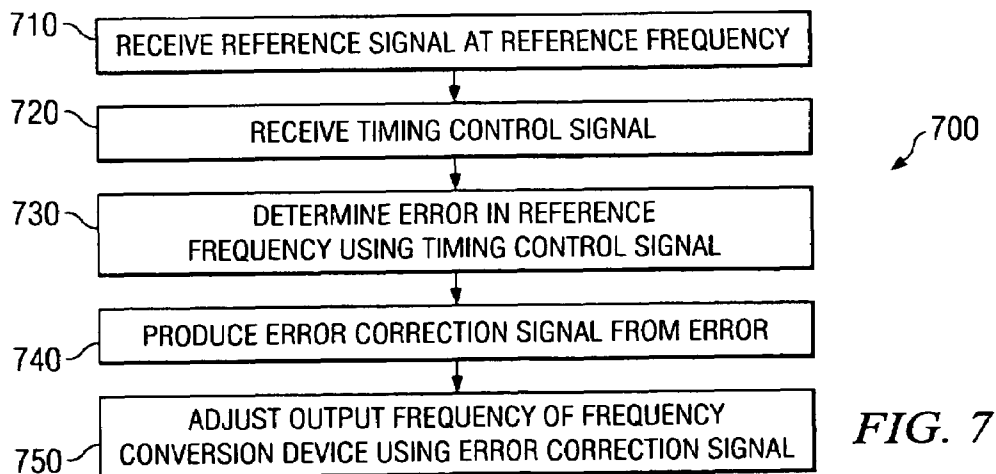 710
RECEIVE REFERENCE SIGNAL AT REFERENCE FREQUENCY
720
RECEIVE TIMING CONTROL SIGNAL
700
730
DETERMINE ERROR IN REFERENCE
FREQUENCY USING TIMING CONTROL SIGNAL
740
PRODUCE ERROR CORRECTION SIGNAL FROM ERROR
750
ADJUST OUTPUT FREQUENCY OF FREQUENCY
CONVERSION DEVICE USING ERROR CORRECTION SIGNAL
FIG. 7